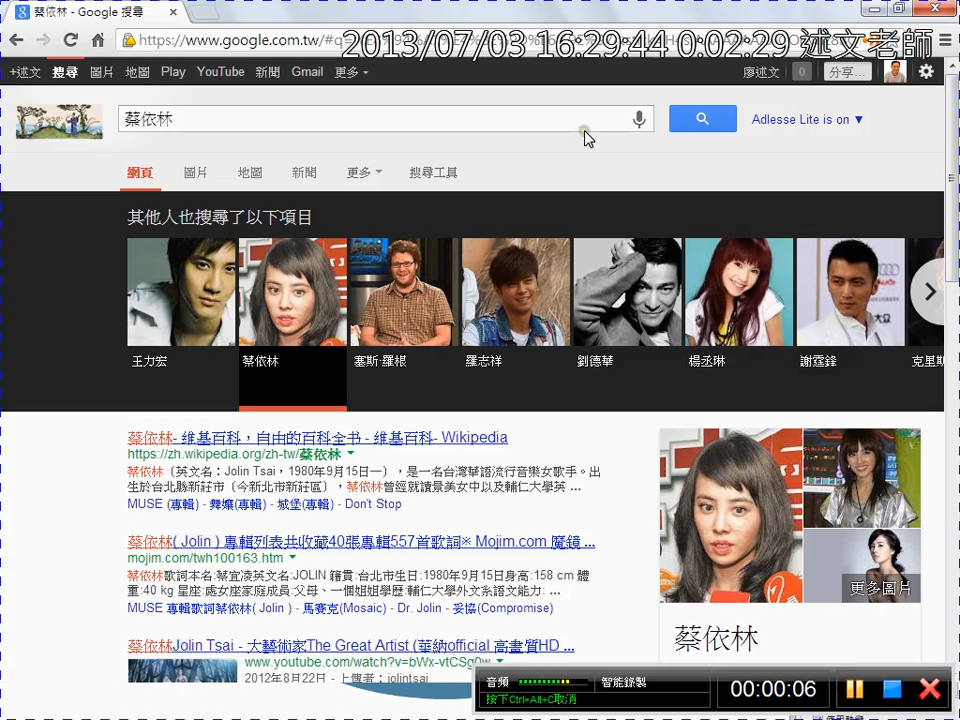 蔡依林 - Google 搜尋
https://www.google.com.tw/#q
2013/07/03 16:29:44 0:02:29 述文老師
+述文 搜尋 圖片 地圖 Play YouTube 新聞 Gmail 更多
廖述文 0 分享...
蔡依林
Adlesse Lite is on ▼
網頁 圖片 地圖 新聞 更多 搜尋工具
其他人也搜尋了以下項目
王力宏 蔡依林 塞斯·羅根 羅志祥 劉德華 楊丞琳 謝霆鋒 克里斯
蔡依林- 维基百科，自由的百科全书 - 维基百科- Wikipedia
https://zh.wikipedia.org/zh-tw/蔡依林
蔡依林〔英文名：Jolin Tsai，1980年9月15日－〕，是一名台灣華語流行音樂女歌手。出
生於台北縣新莊市〔今新北市新莊區〕，蔡依林曾經就讀景美女中以及輔仁大學英 ...
MUSE (專輯) - 舞孃(專輯) - 城堡(專輯) - Don't Stop
蔡依林( Jolin ) 專輯列表共收藏40張專輯557首歌詞※ Mojim.com 魔鏡 ...
mojim.com/twh100163.htm
蔡依林歌詞本名:蔡宜凌英文名:JOLIN 籍貫:台北市生日:1980年9月15日身高:158 cm 體
重:40 kg 星座:處女座家庭成員:父母、一個姐姐學歷:輔仁大學外文系語文能力: ...
MUSE 專輯歌詞蔡依林( Jolin ) - 馬賽克(Mosaic) - Dr. Jolin - 妥協(Compromise)
蔡依林Jolin Tsai - 大藝術家The Great Artist (華納official 高畫質HD ...
www.youtube.com/watch?v=bWx-vtCSg0w
2012年8月22日 - 上傳者：jolintsai
更多圖片
蔡依林
音頻 智能錄製
按下Ctrl+Alt+C取消
00:00:06